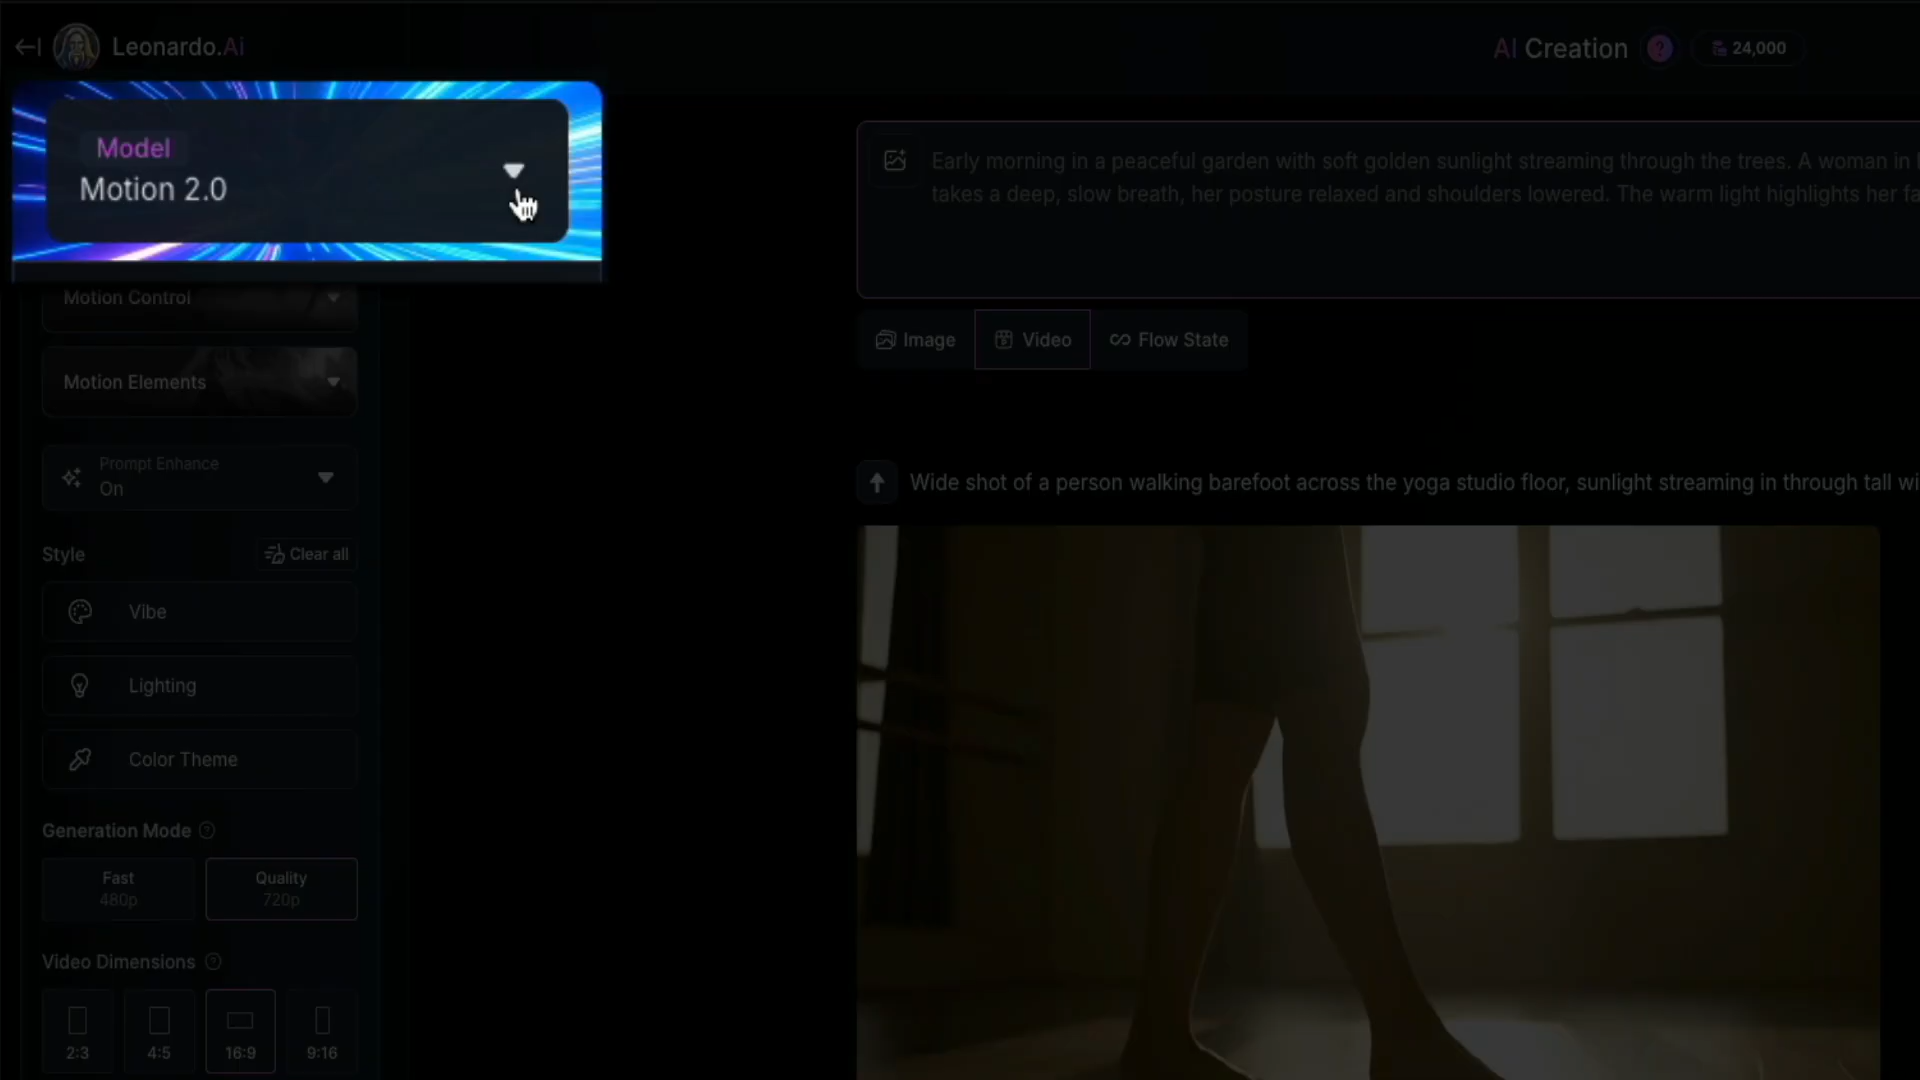 Leonardo.Ai
AI Creation
?
24,000
Model
Motion 2.0
Motion Control
Motion Elements
Prompt Enhance
On
Style
Clear all
Vibe
Lighting
Color Theme
Generation Mode ?
Fast
480p
Quality
720p
Video Dimensions ?
2:3
4:5
16:9
9:16
Early morning in a peaceful garden with soft golden sunlight streaming through the trees. A woman in
takes a deep, slow breath, her posture relaxed and shoulders lowered. The warm light highlights her
Image
Video
Flow State
Wide shot of a person walking barefoot across the yoga studio floor, sunlight streaming in through tall